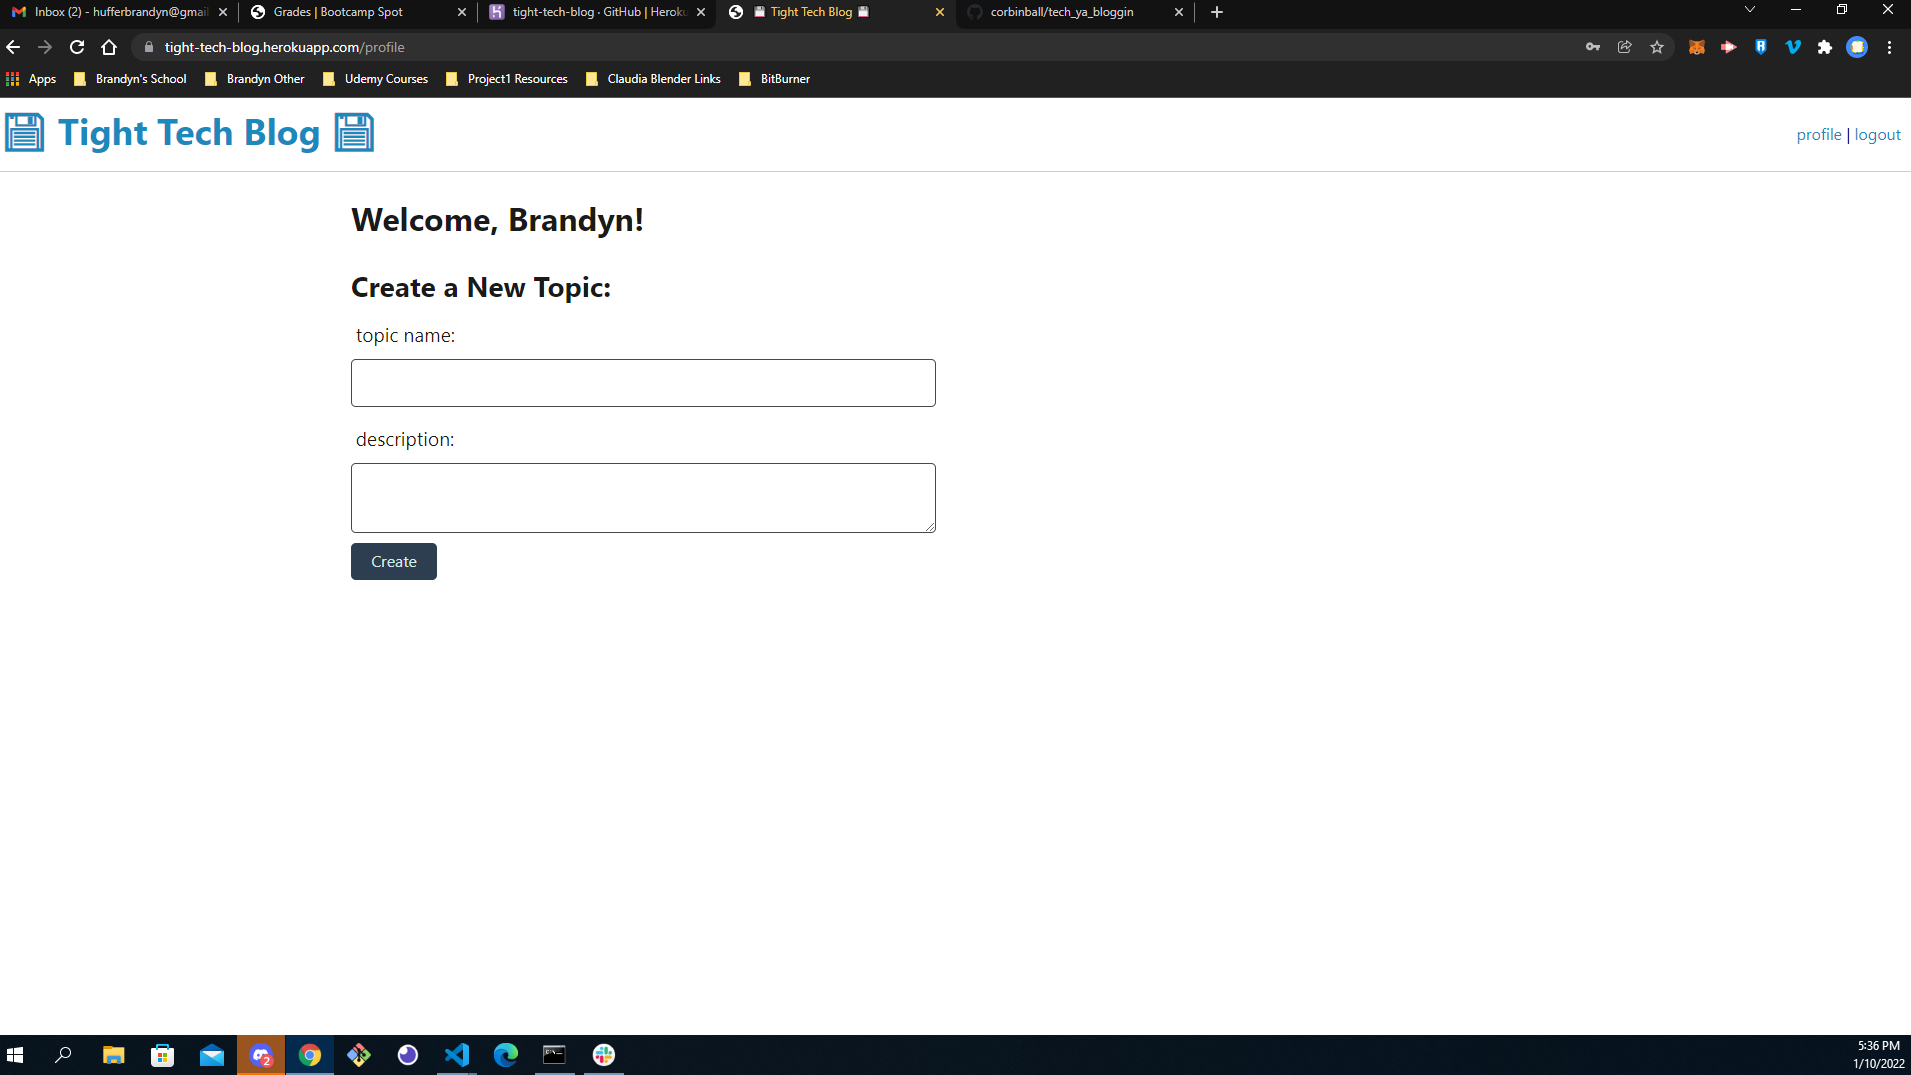 Inbox (2) - hufferbrandyn@gmail
Grades | Bootcamp Spot
tight-tech-blog · GitHub | Heroku
Tight Tech Blog
corbinball/tech_ya_bloggin
tight-tech-blog.herokuapp.com/profile
Apps
Brandyn's School
Brandyn Other
Udemy Courses
Project1 Resources
Claudia Blender Links
BitBurner
Tight Tech Blog
profile | logout
Welcome, Brandyn!
Create a New Topic:
topic name:
description:
Create
2
5:36 PM
1/10/2022